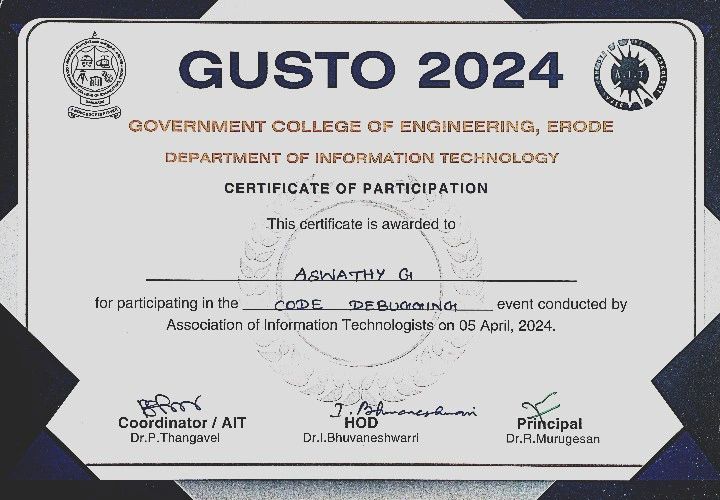 GUSTO 2024
A.I.T
GOVERNMENT COLLEGE OF ENGINEERING, ERODE
DEPARTMENT OF INFORMATION TECHNOLOGY
CERTIFICATE OF PARTICIPATION
This certificate is awarded to
ASWATHY G
for participating in the CODE DEBUGGING event conducted by
Association of Information Technologists on 05 April, 2024.
I. Bhuvaneshwari
Coordinator / AIT HOD Principal
Dr.P.Thangavel Dr.I.Bhuvaneshwarri Dr.R.Murugesan